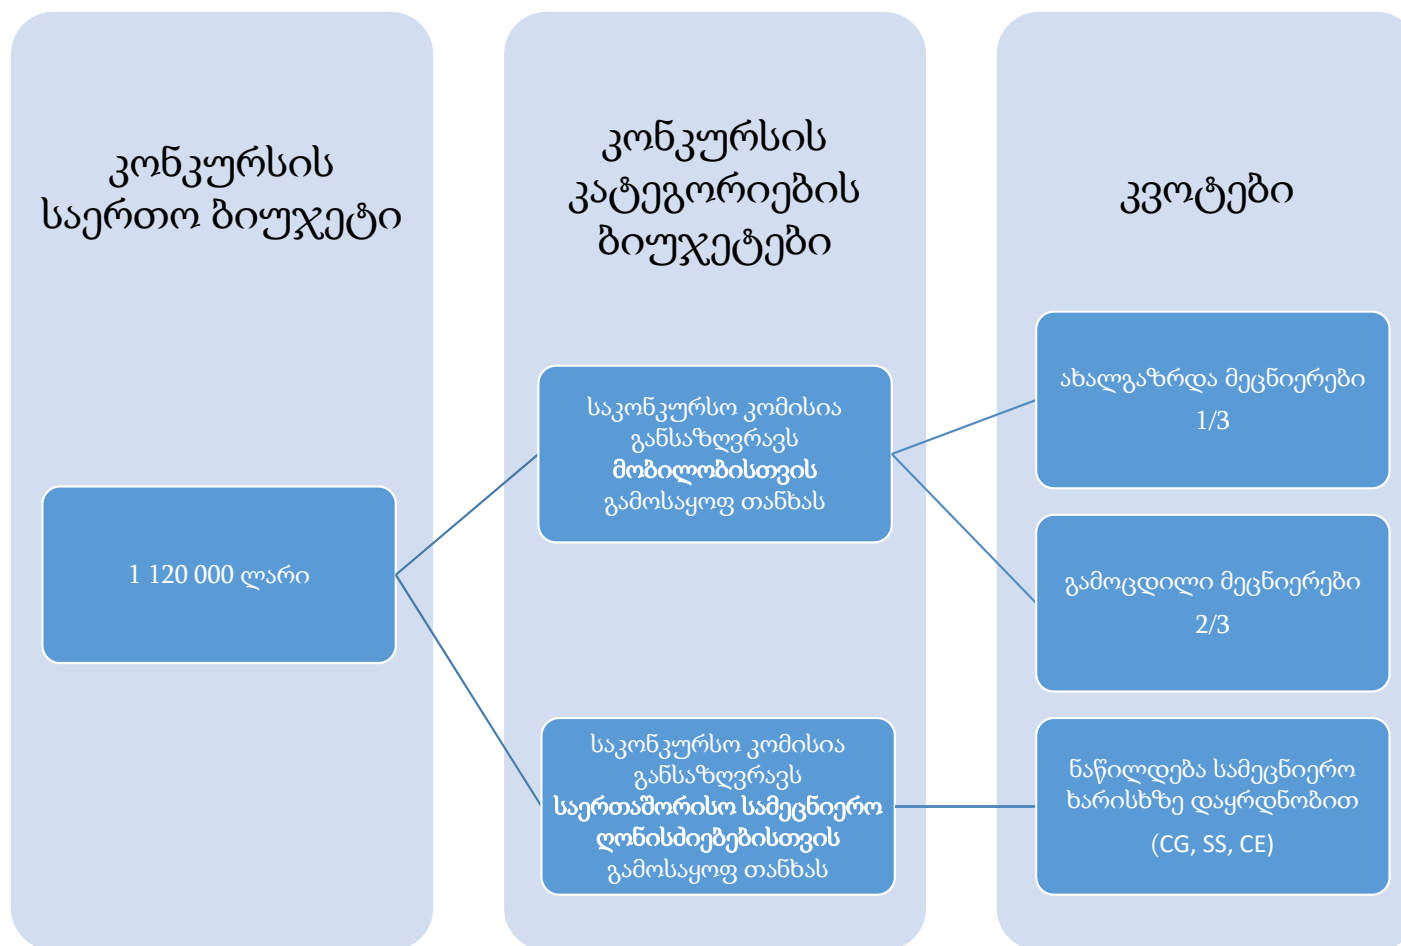 კონკურსის
საერთო ბიუჯეტი
1 120 000 ლარი
კონკურსის
კატეგორიების
ბიუჯეტები
საკონკურსო კომისია
განსაზღვრავს
მობილობისთვის
გამოსაყოფ თანხას
საკონკურსო კომისია
განსაზღვრავს
საერთაშორისო სამეცნიერო
ღონისძიებებისთვის
გამოსაყოფ თანხას
კვოტები
ახალგაზრდა მეცნიერები
1/3
გამოცდილი მეცნიერები
2/3
ნაწილდება სამეცნიერო
ხარისხზე დაყრდნობით
(CG, SS, CE)